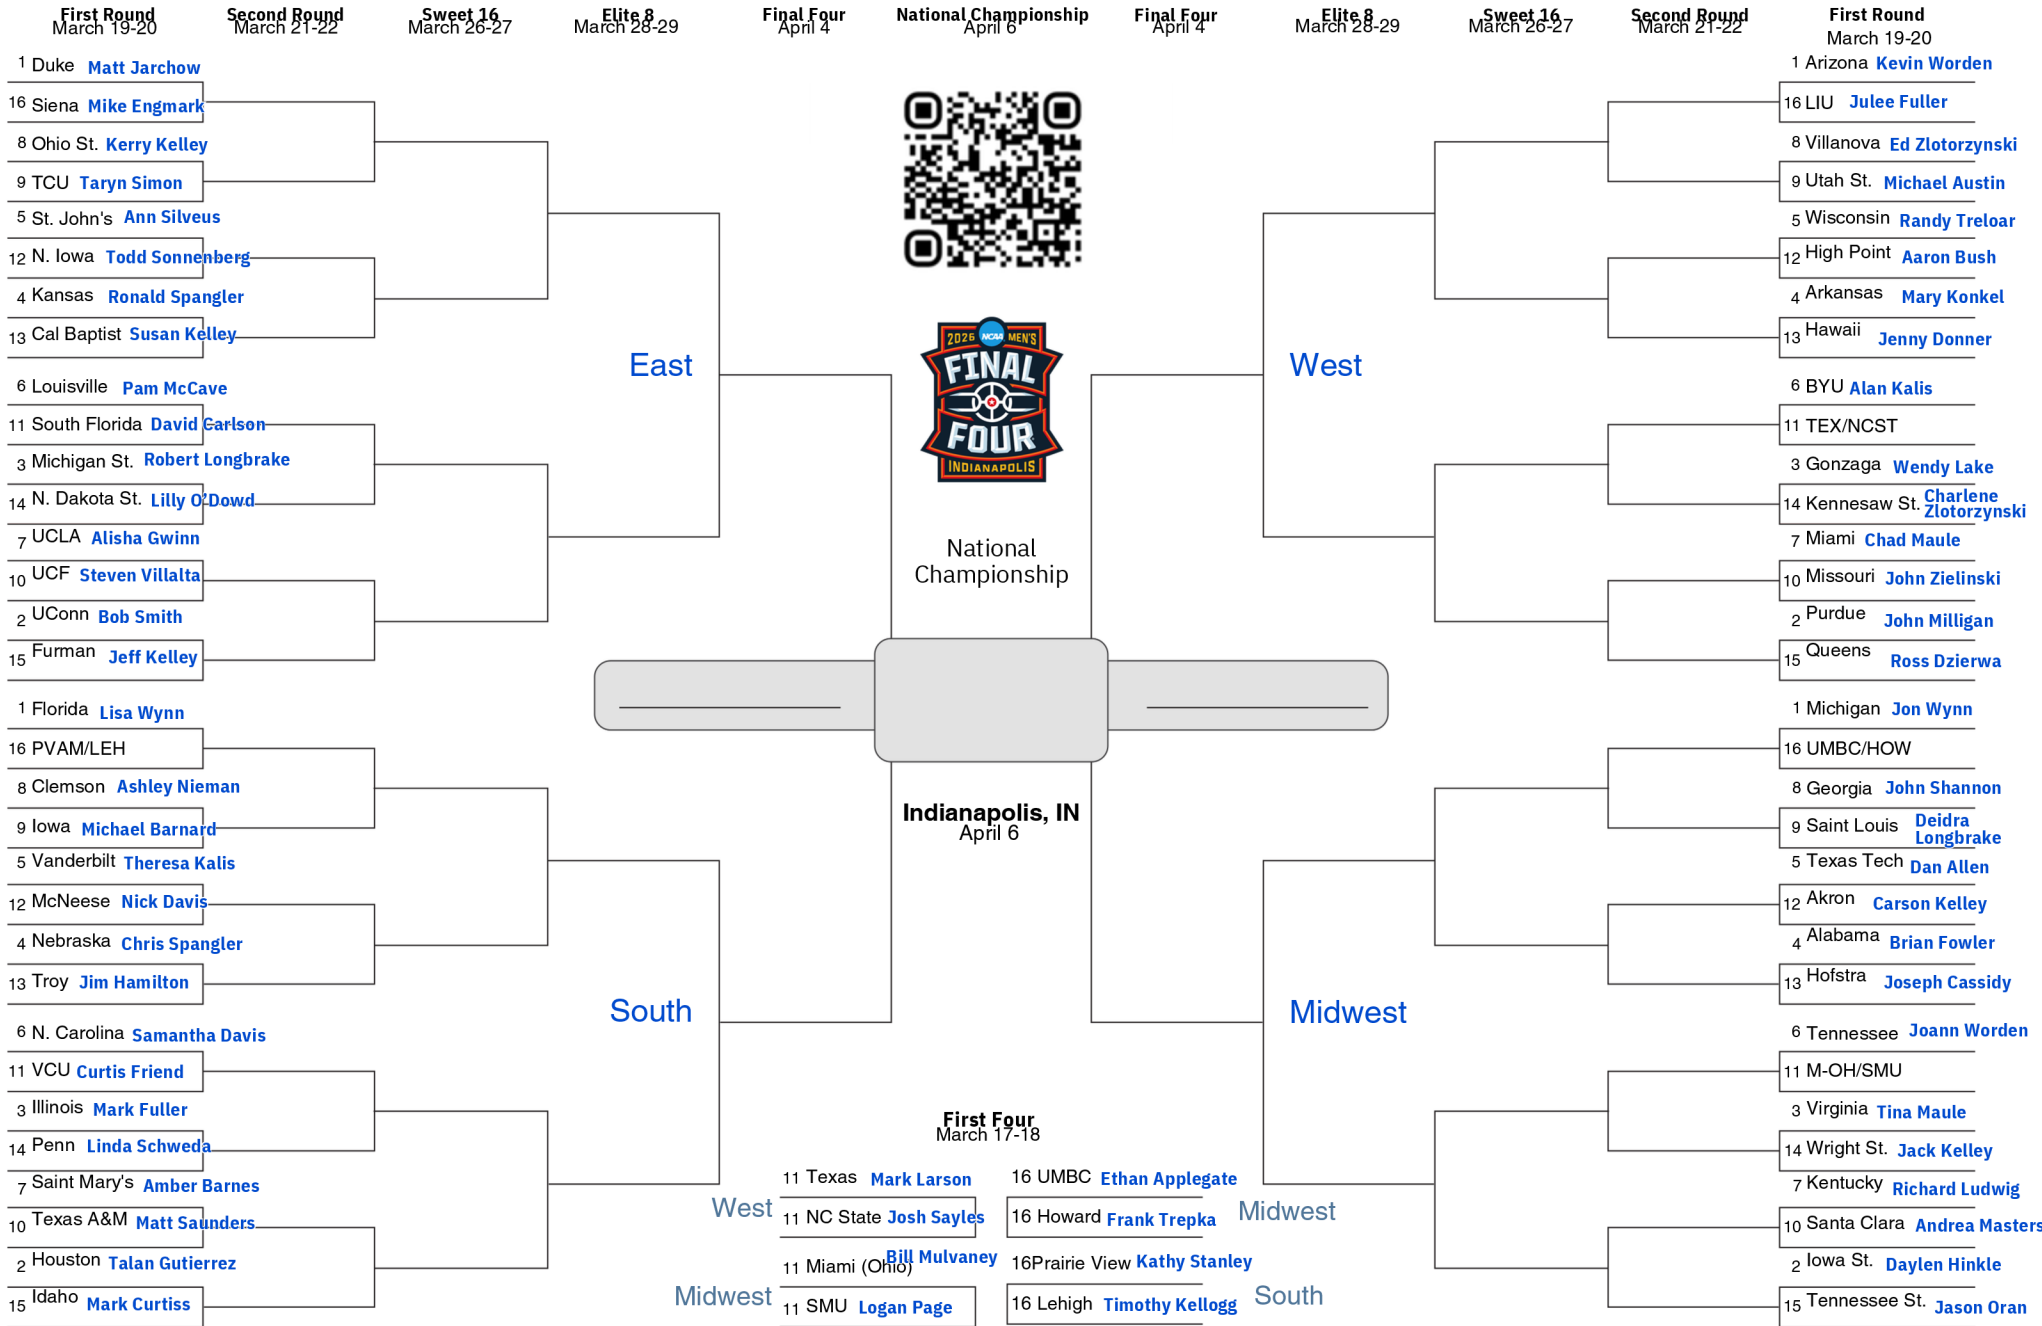 First Round
March 19-20
Second Round
March 21-22
Sweet 16
March 26-27
Elite 8
March 28-29
Final Four
April 4
National Championship
April 6
Final Four
April 4
Elite 8
March 28-29
Sweet 16
March 26-27
Second Round
March 21-22
First Round
March 19-20
1 Duke Matt Jarchow
16 Siena Mike Engmark
8 Ohio St. Kerry Kelley
9 TCU Taryn Simon
5 St. John's Ann Silveus
12 N. Iowa Todd Sonnenberg
4 Kansas Ronald Spangler
13 Cal Baptist Susan Kelley
6 Louisville Pam McCave
11 South Florida David Carlson
3 Michigan St. Robert Longbrake
14 N. Dakota St. Lilly O'Dowd
7 UCLA Alisha Gwinn
10 UCF Steven Villalta
2 UConn Bob Smith
15 Furman Jeff Kelley
East
1 Florida Lisa Wynn
16 PVAM/LEH
8 Clemson Ashley Nieman
9 Iowa Michael Barnard
5 Vanderbilt Theresa Kalis
12 McNeese Nick Davis
4 Nebraska Chris Spangler
13 Troy Jim Hamilton
6 N. Carolina Samantha Davis
11 VCU Curtis Friend
3 Illinois Mark Fuller
14 Penn Linda Schweda
7 Saint Mary's Amber Barnes
10 Texas A&M Matt Saunders
2 Houston Talan Gutierrez
15 Idaho Mark Curtiss
South
2026 NCAA MEN'S
FINAL
FOUR
INDIANAPOLIS
National
Championship
Indianapolis, IN
April 6
First Four
March 17-18
West
11 Texas Mark Larson
11 NC State Josh Sayles
Midwest
11 Miami (Ohio) Bill Mulvaney
11 SMU Logan Page
16 UMBC Ethan Applegate
16 Howard Frank Trepka
Midwest
16 Prairie View Kathy Stanley
16 Lehigh Timothy Kellogg
South
1 Arizona Kevin Worden
16 LIU Julee Fuller
8 Villanova Ed Zlotorzynski
9 Utah St. Michael Austin
5 Wisconsin Randy Treloar
12 High Point Aaron Bush
4 Arkansas Mary Konkel
13 Hawaii Jenny Donner
6 BYU Alan Kalis
11 TEX/NCST
3 Gonzaga Wendy Lake
14 Kennesaw St. Charlene
Zlotorzynski
7 Miami Chad Maule
10 Missouri John Zielinski
2 Purdue John Milligan
15 Queens Ross Dzierwa
West
1 Michigan Jon Wynn
16 UMBC/HOW
8 Georgia John Shannon
9 Saint Louis Deidra
Longbrake
5 Texas Tech Dan Allen
12 Akron Carson Kelley
4 Alabama Brian Fowler
13 Hofstra Joseph Cassidy
6 Tennessee Joann Worden
11 M-OH/SMU
3 Virginia Tina Maule
14 Wright St. Jack Kelley
7 Kentucky Richard Ludwig
10 Santa Clara Andrea Masters
2 Iowa St. Daylen Hinkle
15 Tennessee St. Jason Oran
Midwest